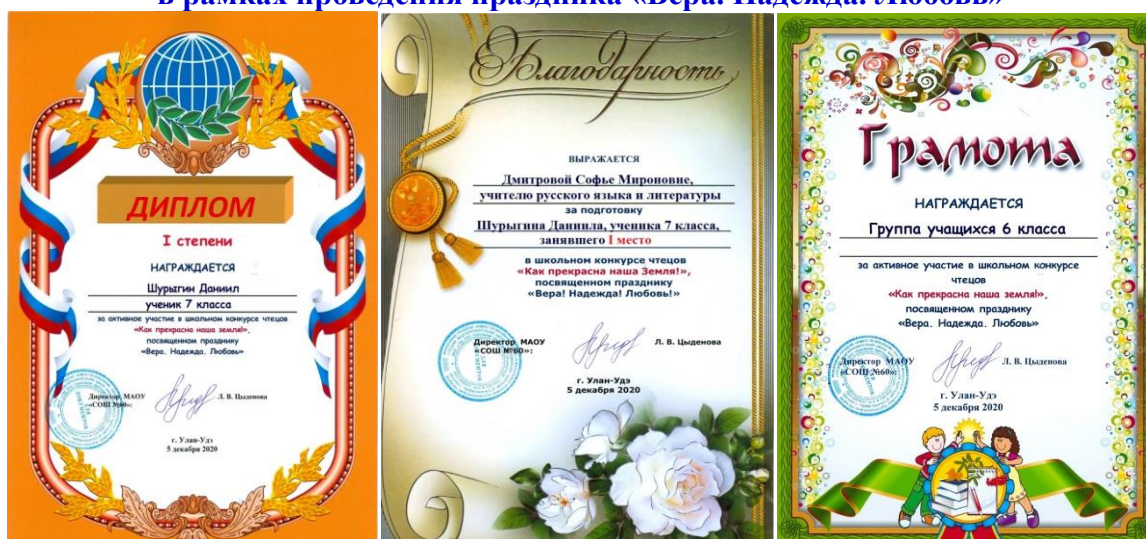 в рамках проведения праздника «Вера. Надежда. Любовь»
ДИПЛОМ
I степени
НАГРАЖДАЕТСЯ
Шурыгин Даниил
ученик 7 класса
за активное участие в школьном конкурсе чтецов
«Как прекрасна наша земля!»,
посвященном празднику
«Вера. Надежда. Любовь»
Директор МАОУ
«СОШ №60»:
Л. В. Цыденова
г. Улан-Удэ
5 декабря 2020
Благодарность
ВЫРАЖАЕТСЯ
Дмитровой Софье Мироновне,
учителю русского языка и литературы
за подготовку
Шурыгина Даниила, ученика 7 класса,
занявшего I место
в школьном конкурсе чтецов
«Как прекрасна наша Земля!»,
посвященном празднику
«Вера! Надежда! Любовь!»
Директор МАОУ
«СОШ №60»:
Л. В. Цыденова
г. Улан-Удэ
5 декабря 2020
Грамота
НАГРАЖДАЕТСЯ
Группа учащихся 6 класса
за активное участие в школьном конкурсе
чтецов
«Как прекрасна наша земля!»,
посвященном празднику
«Вера. Надежда. Любовь»
Директор МАОУ
«СОШ №60»:
Л. В. Цыденова
г. Улан-Удэ
5 декабря 2020